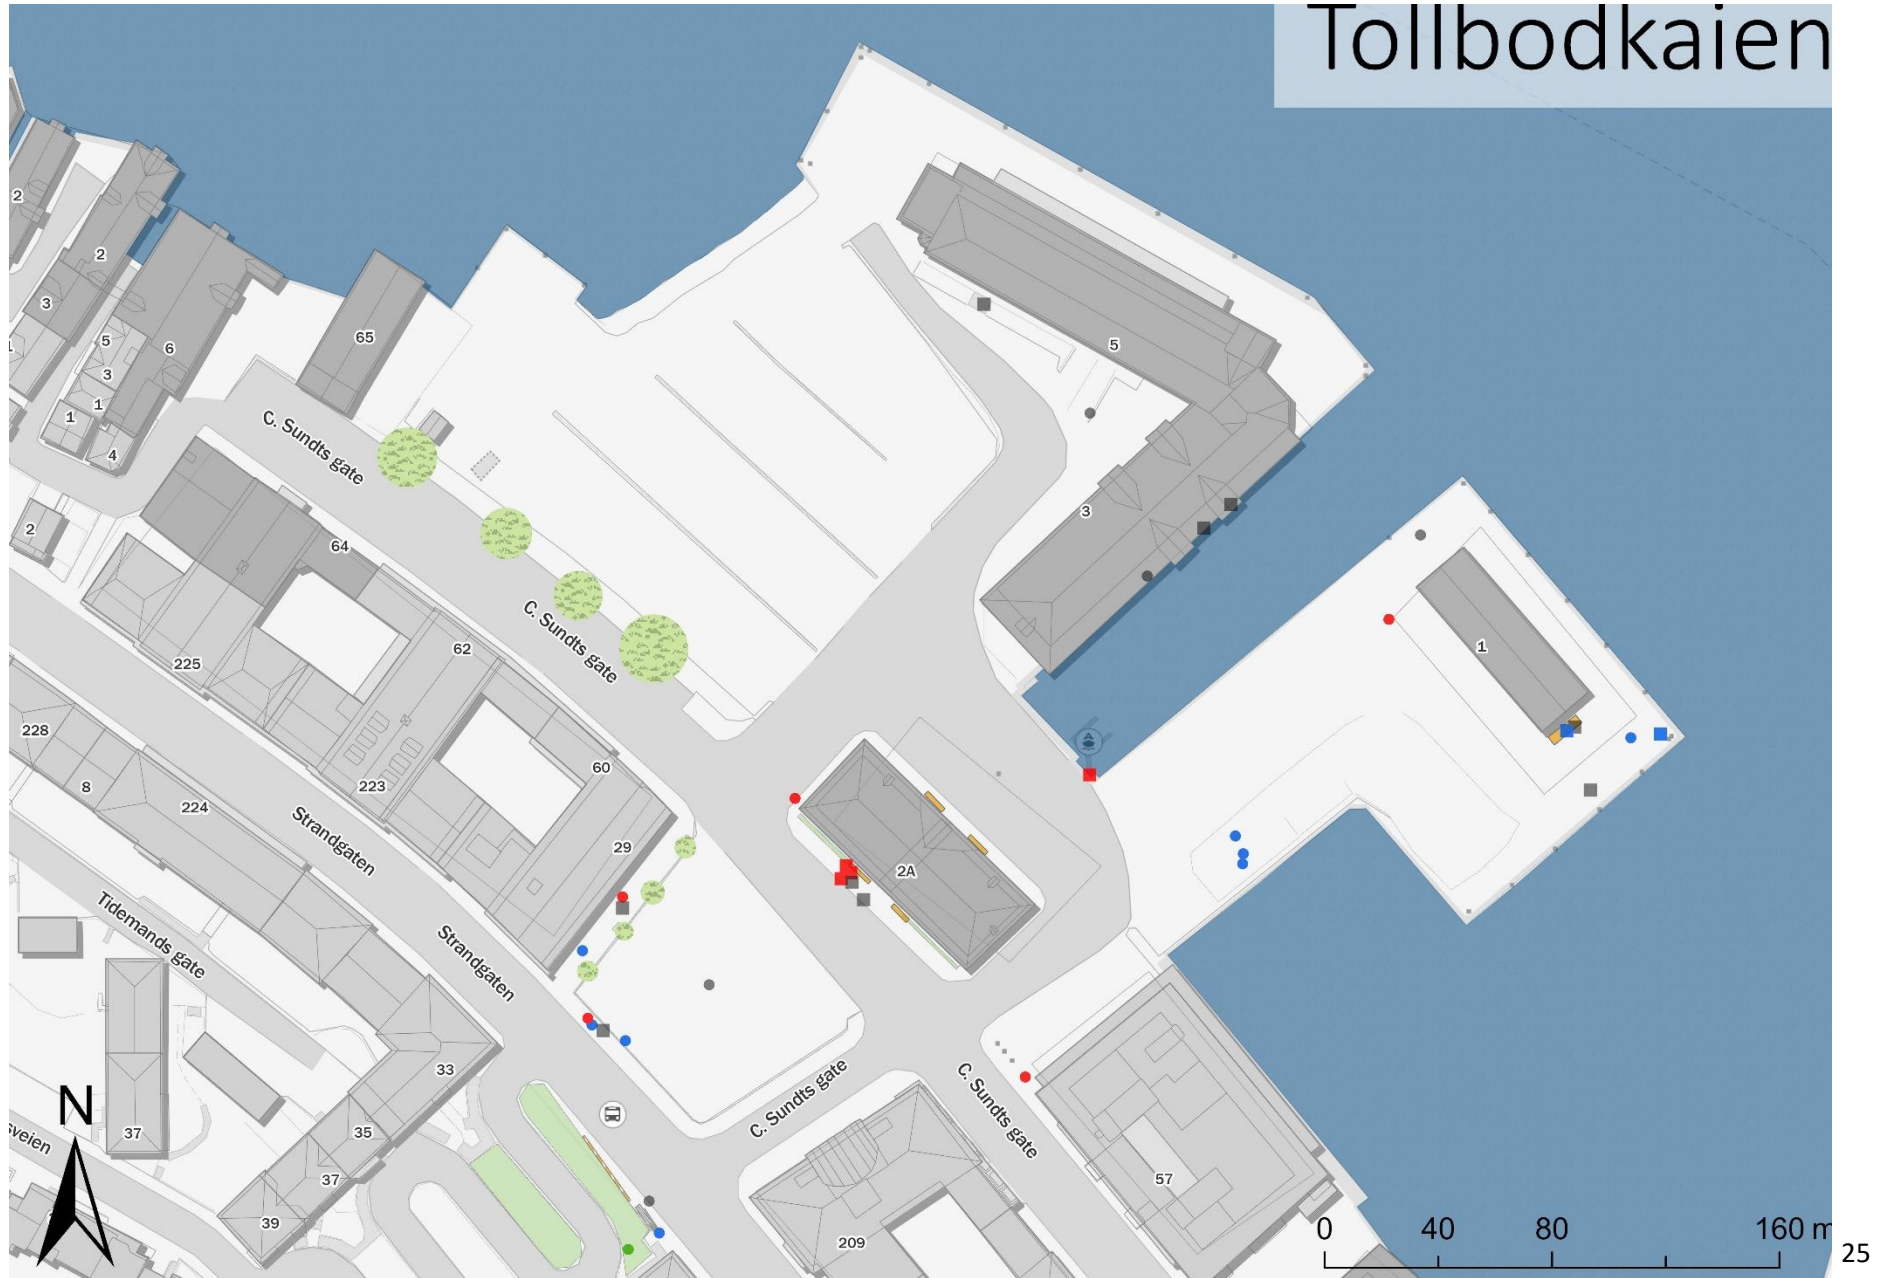 Tollbodkaien
2
2
3
5
3
1
1
4
6
65
5
C. Sundts gate
3
2
64
C. Sundts gate
1
62
225
228
60
8
224
223
29
2A
Strandgaten
Tidemands gate
Strandgaten
33
C. Sundts gate
C. Sundts gate
N
37
35
sveien
37
57
39
209
0 40 80 160 m
25